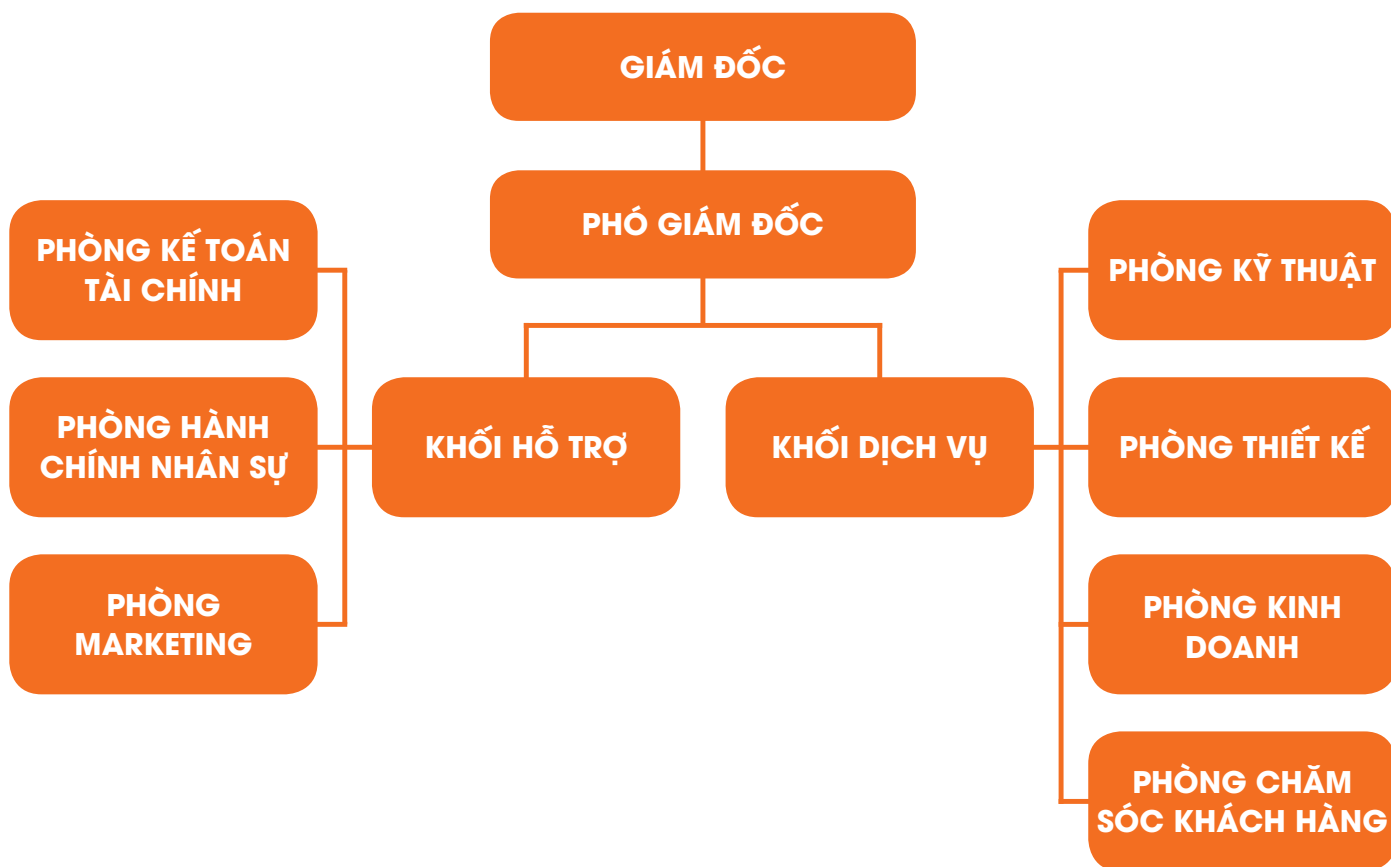 GIÁM ĐỐC
PHÓ GIÁM ĐỐC
PHÒNG KẾ TOÁN
TÀI CHÍNH
PHÒNG HÀNH
CHÍNH NHÂN SỰ
PHÒNG
MARKETING
KHỐI HỖ TRỢ
KHỐI DỊCH VỤ
PHÒNG KỸ THUẬT
PHÒNG THIẾT KẾ
PHÒNG KINH
DOANH
PHÒNG CHĂM
SÓC KHÁCH HÀNG